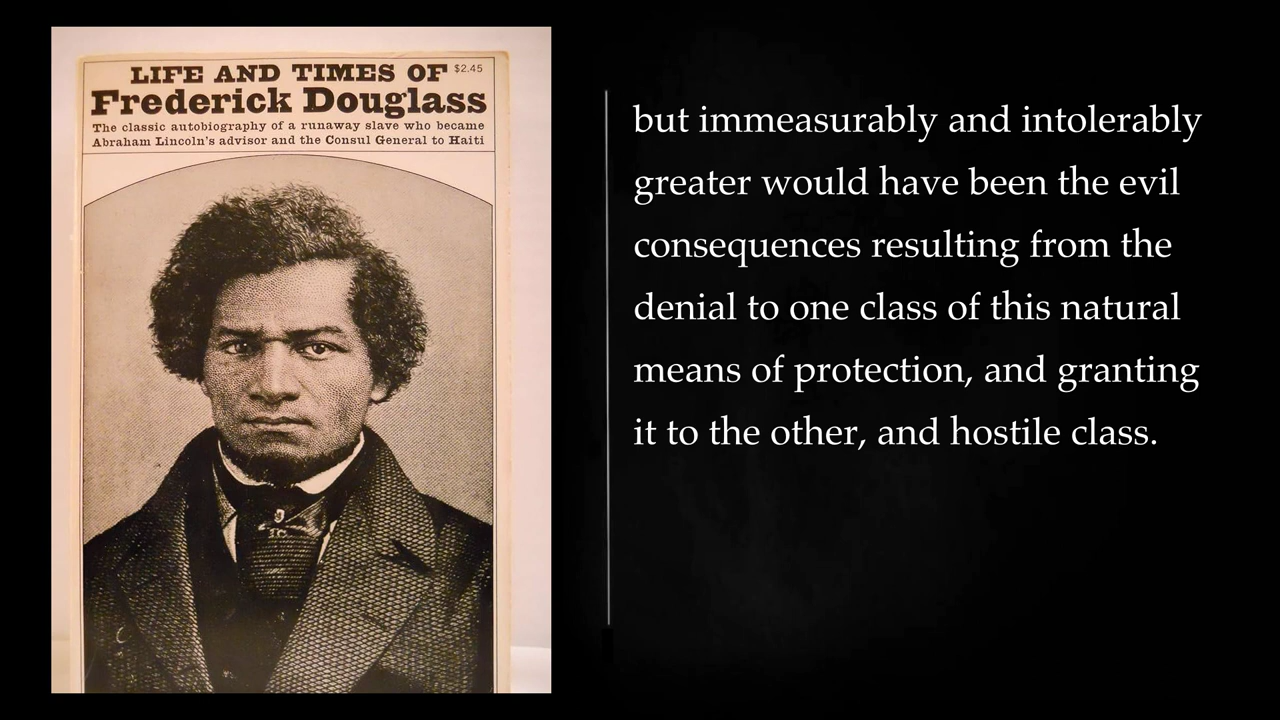 LIFE AND TIMES OF $2.45
Frederick Douglass
The classic autobiography of a runaway slave who became
Abraham Lincoln's advisor and the Consul General to Haiti
but immeasurably and intolerably
greater would have been the evil
consequences resulting from the
denial to one class of this natural
means of protection, and granting
it to the other, and hostile class.